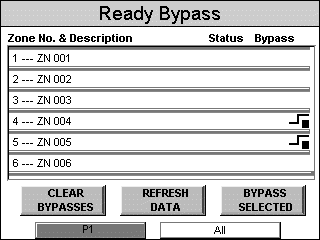 Ready Bypass
Zone No. & Description Status Bypass
1 --- ZN 001
2 --- ZN 002
3 --- ZN 003
4 --- ZN 004
5 --- ZN 005
6 --- ZN 006
CLEAR BYPASSES REFRESH DATA BYPASS SELECTED
P1 All